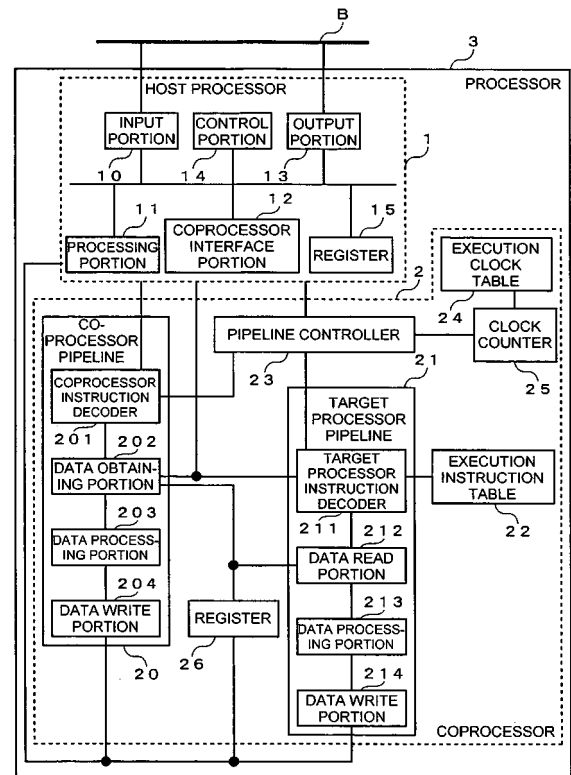 B
3
PROCESSOR
HOST PROCESSOR
INPUT
PORTION
CONTROL
PORTION
OUTPUT
PORTION
1
10
14
13
11
12
15
PROCESSING
PORTION
COPROCESSOR
INTERFACE
PORTION
REGISTER
EXECUTION
CLOCK
TABLE
2
24
CO-
PROCESSOR
PIPELINE
PIPELINE CONTROLLER
CLOCK
COUNTER
23
21
25
COPROCESSOR
INSTRUCTION
DECODER
201
TARGET
PROCESSOR
PIPELINE
202
DATA OBTAIN-
ING PORTION
TARGET
PROCESSOR
INSTRUCTION
DECODER
EXECUTION
INSTRUCTION
TABLE
203
211
212
22
DATA PROCESS-
ING PORTION
DATA READ
PORTION
204
213
DATA WRITE
PORTION
REGISTER
DATA PROCESS-
ING PORTION
20
26
214
DATA WRITE
PORTION
COPROCESSOR